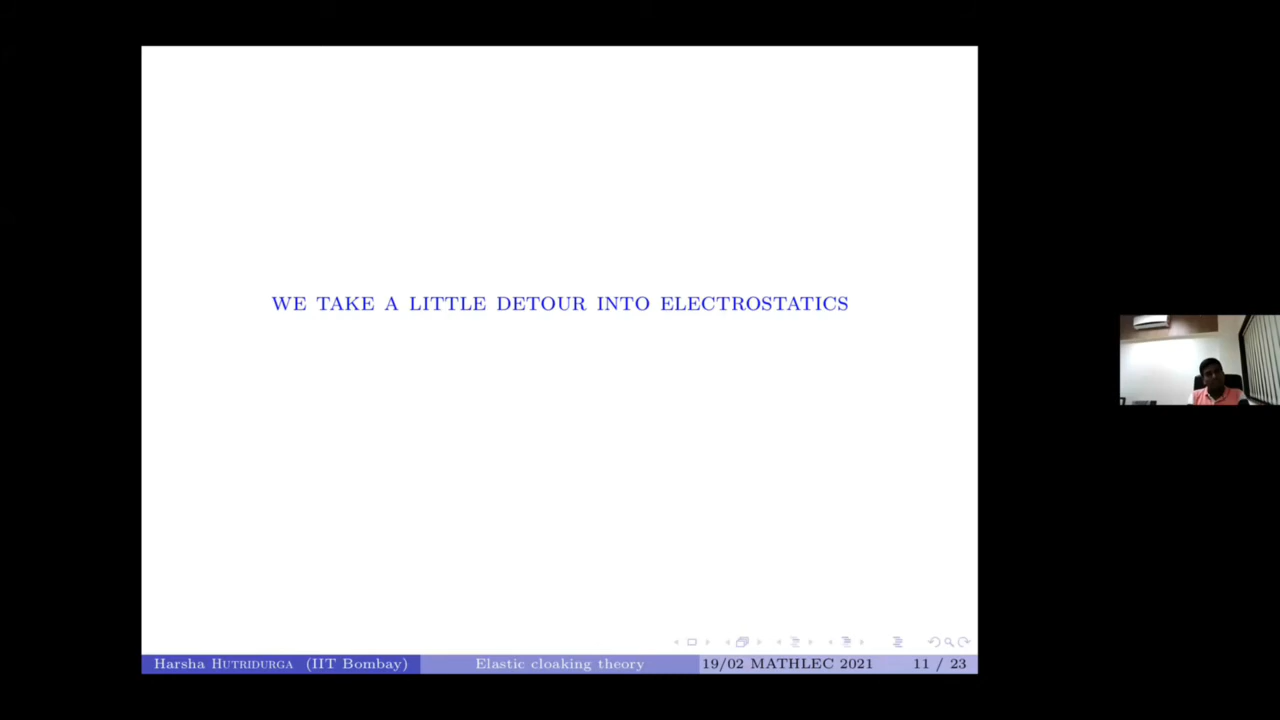 WE TAKE A LITTLE DETOUR INTO ELECTROSTATICS
Harsha HUTRIDURGA (IIT Bombay) Elastic cloaking theory 19/02 MATHLEC 2021 11 / 23